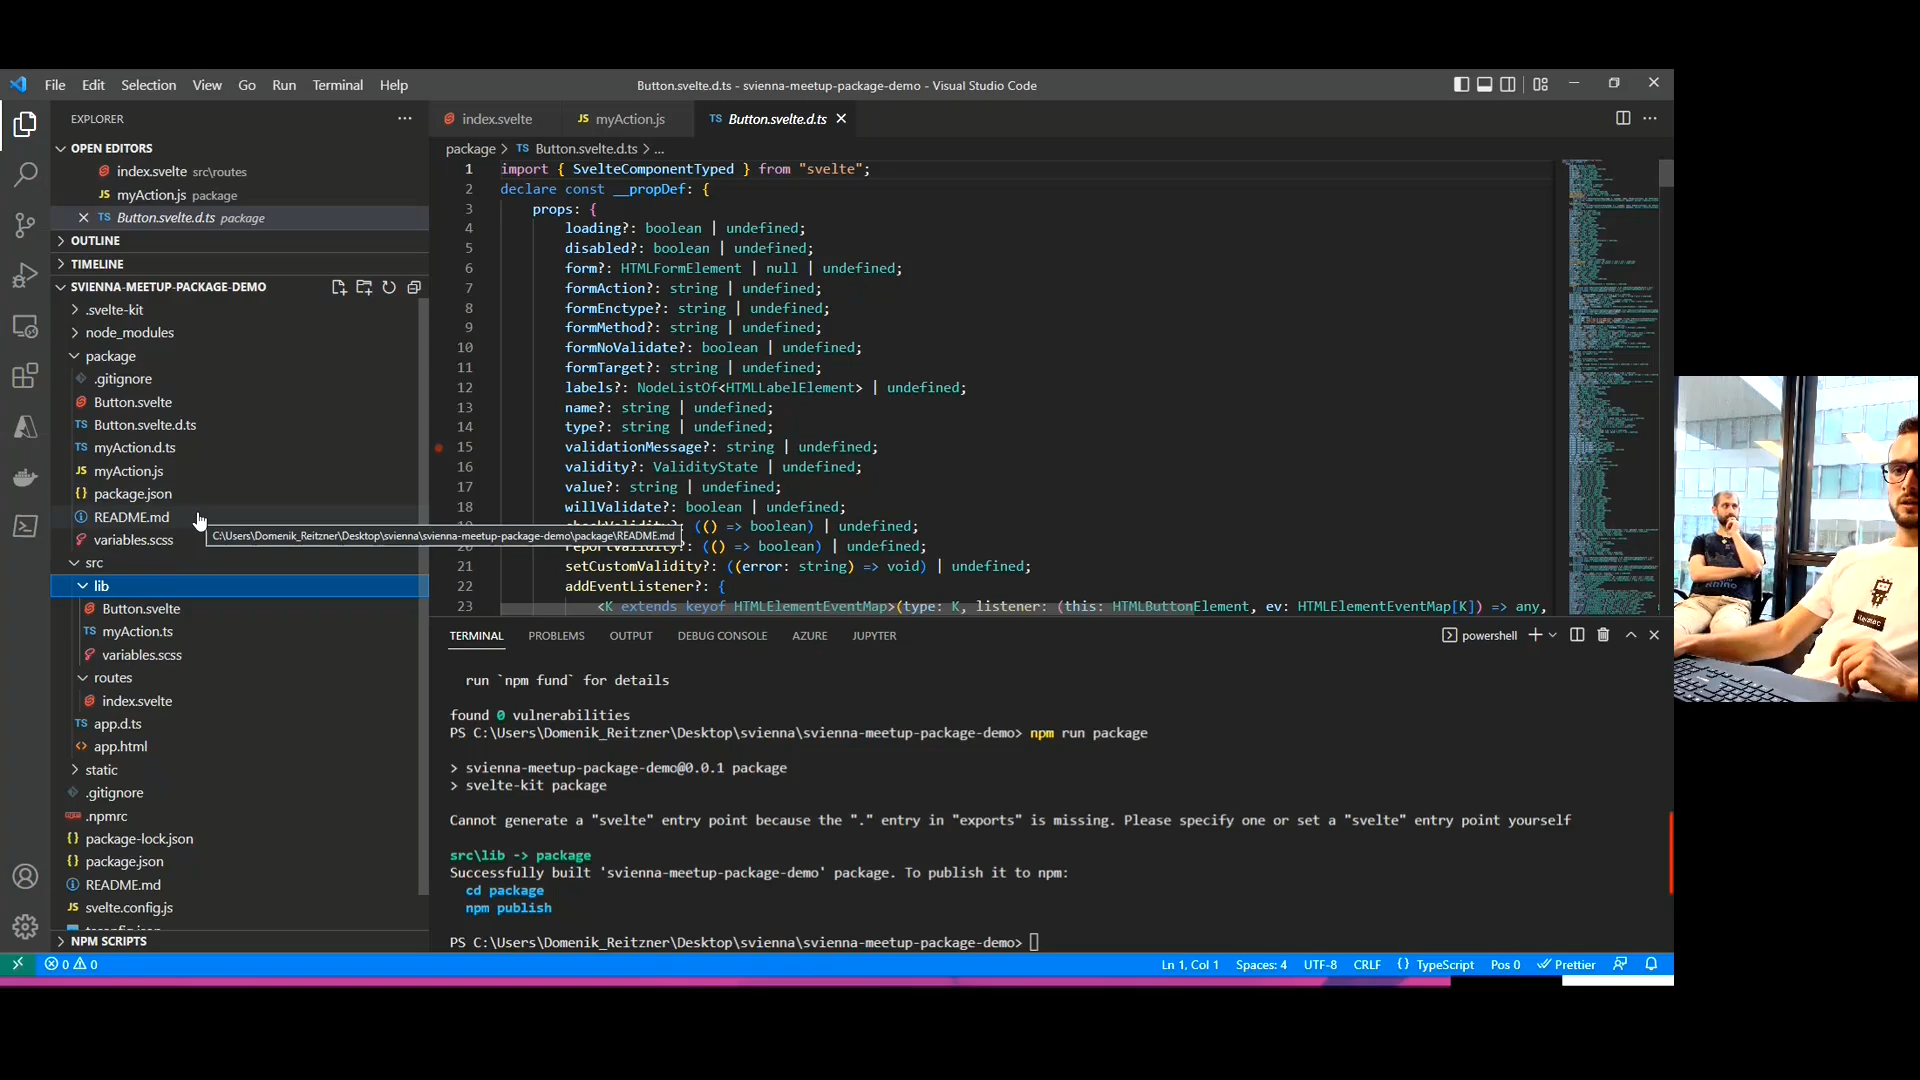 File Edit Selection View Go Run Terminal Help
Button.svelte.d.ts - svienna-meetup-package-demo - Visual Studio Code
EXPLORER
OPEN EDITORS
index.svelte src\routes
myAction.js package
Button.svelte.d.ts package
OUTLINE
TIMELINE
SVIENNA-MEETUP-PACKAGE-DEMO
.svelte-kit
node_modules
package
.gitignore
Button.svelte
TS Button.svelte.d.ts
TS myAction.d.ts
JS myAction.js
{} package.json
README.md
variables.scss
C:\Users\Domenik_Reitzner\Desktop\svienna\svienna-meetup-package-demo\package\README.md
src
lib
Button.svelte
TS myAction.ts
variables.scss
routes
index.svelte
TS app.d.ts
<> app.html
static
.gitignore
.npmrc
{} package-lock.json
{} package.json
README.md
JS svelte.config.js
NPM SCRIPTS
index.svelte JS myAction.js TS Button.svelte.d.ts
package > TS Button.svelte.d.ts > ...
1 import { SvelteComponentTyped } from "svelte";
2 declare const __propDef: {
3 props: {
4 loading?: boolean | undefined;
5 disabled?: boolean | undefined;
6 form?: HTMLFormElement | null | undefined;
7 formAction?: string | undefined;
8 formEnctype?: string | undefined;
9 formMethod?: string | undefined;
10 formNoValidate?: boolean | undefined;
11 formTarget?: string | undefined;
12 labels?: NodeListOf<HTMLLabelElement> | undefined;
13 name?: string | undefined;
14 type?: string | undefined;
15 validationMessage?: string | undefined;
16 validity?: ValidityState | undefined;
17 value?: string | undefined;
18 willValidate?: boolean | undefined;
(() => boolean) | undefined;
(() => boolean) | undefined;
21 setCustomValidity?: ((error: string) => void) | undefined;
22 addEventListener?: {
23 <K extends keyof HTMLElementEventMap>(type: K, listener: (this: HTMLButtonElement, ev: HTMLElementEventMap[K]) => any,
TERMINAL PROBLEMS OUTPUT DEBUG CONSOLE AZURE JUPYTER
powershell
run `npm fund` for details
found 0 vulnerabilities
PS C:\Users\Domenik_Reitzner\Desktop\svienna\svienna-meetup-package-demo> npm run package
> svienna-meetup-package-demo@0.0.1 package
> svelte-kit package
Cannot generate a "svelte" entry point because the "." entry in "exports" is missing. Please specify one or set a "svelte" entry point yourself
src\lib -> package
Successfully built 'svienna-meetup-package-demo' package. To publish it to npm:
cd package
npm publish
PS C:\Users\Domenik_Reitzner\Desktop\svienna\svienna-meetup-package-demo>
0 0
Ln 1, Col 1 Spaces: 4 UTF-8 CRLF {} TypeScript Pos 0 Prettier